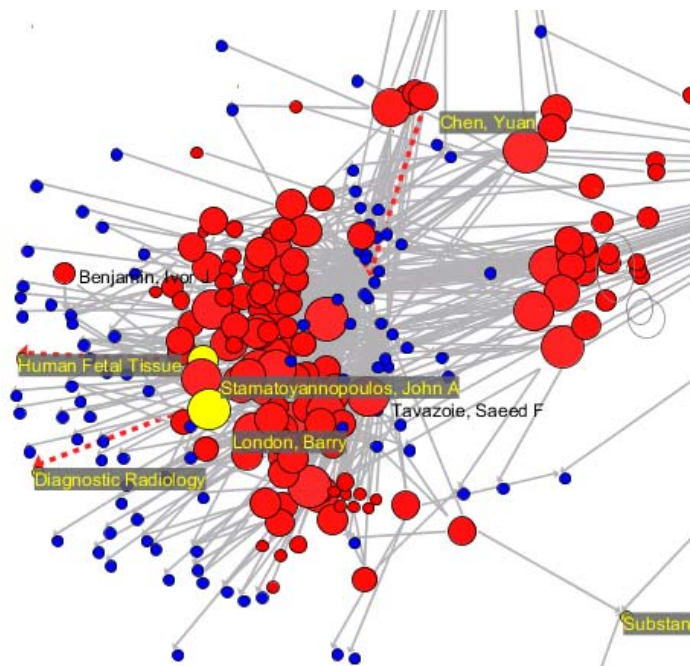 Chen, Yuan
Benjamin, Ivor J
Human Fetal Tissue
Stamatoyannopoulos, John A
Tavazoie, Saeed F
London, Barry
Diagnostic Radiology
Substan